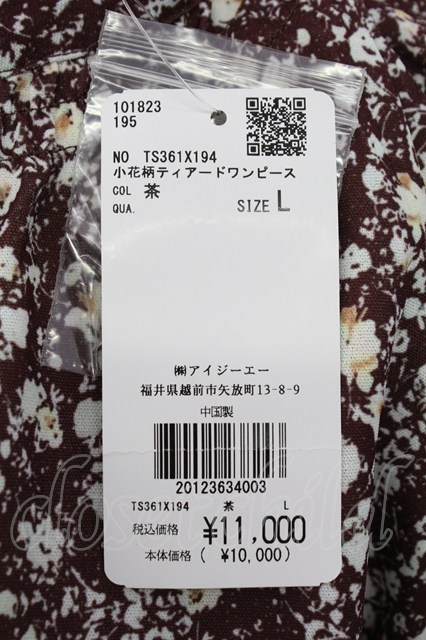 101823
195
NO TS361X194
小花柄ティアードワンピース
COL 茶
QUA. SIZE L
㈱アイジーエー
福井県越前市矢放町13-8-9
中国製
20123634003
TS361X194 茶 L
税込価格 ¥11,000
本体価格( ¥10,000)
closetchild